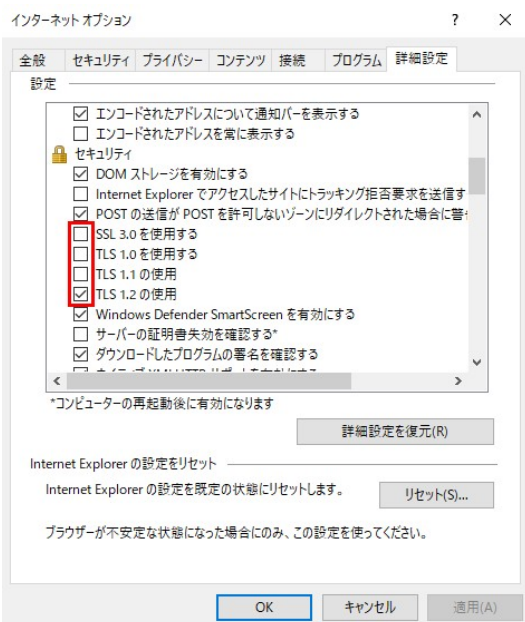 インターネット オプション
? ×
全般 セキュリティ プライバシー コンテンツ 接続 プログラム 詳細設定
設定
エンコードされたアドレスについて通知バーを表示する
エンコードされたアドレスを常に表示する
セキュリティ
DOM ストレージを有効にする
Internet Explorer でアクセスしたサイトにトラッキング拒否要求を送信す
POST の送信が POST を許可しないゾーンにリダイレクトされた場合に警
SSL 3.0 を使用する
TLS 1.0 を使用する
TLS 1.1 の使用
TLS 1.2 の使用
Windows Defender SmartScreen を有効にする
サーバーの証明書失効を確認する*
ダウンロードしたプログラムの署名を確認する
*コンピューターの再起動後に有効になります
詳細設定を復元(R)
Internet Explorer の設定をリセット
Internet Explorer の設定を既定の状態にリセットします。
リセット(S)...
ブラウザーが不安定な状態になった場合にのみ、この設定を使ってください。
OK キャンセル 適用(A)